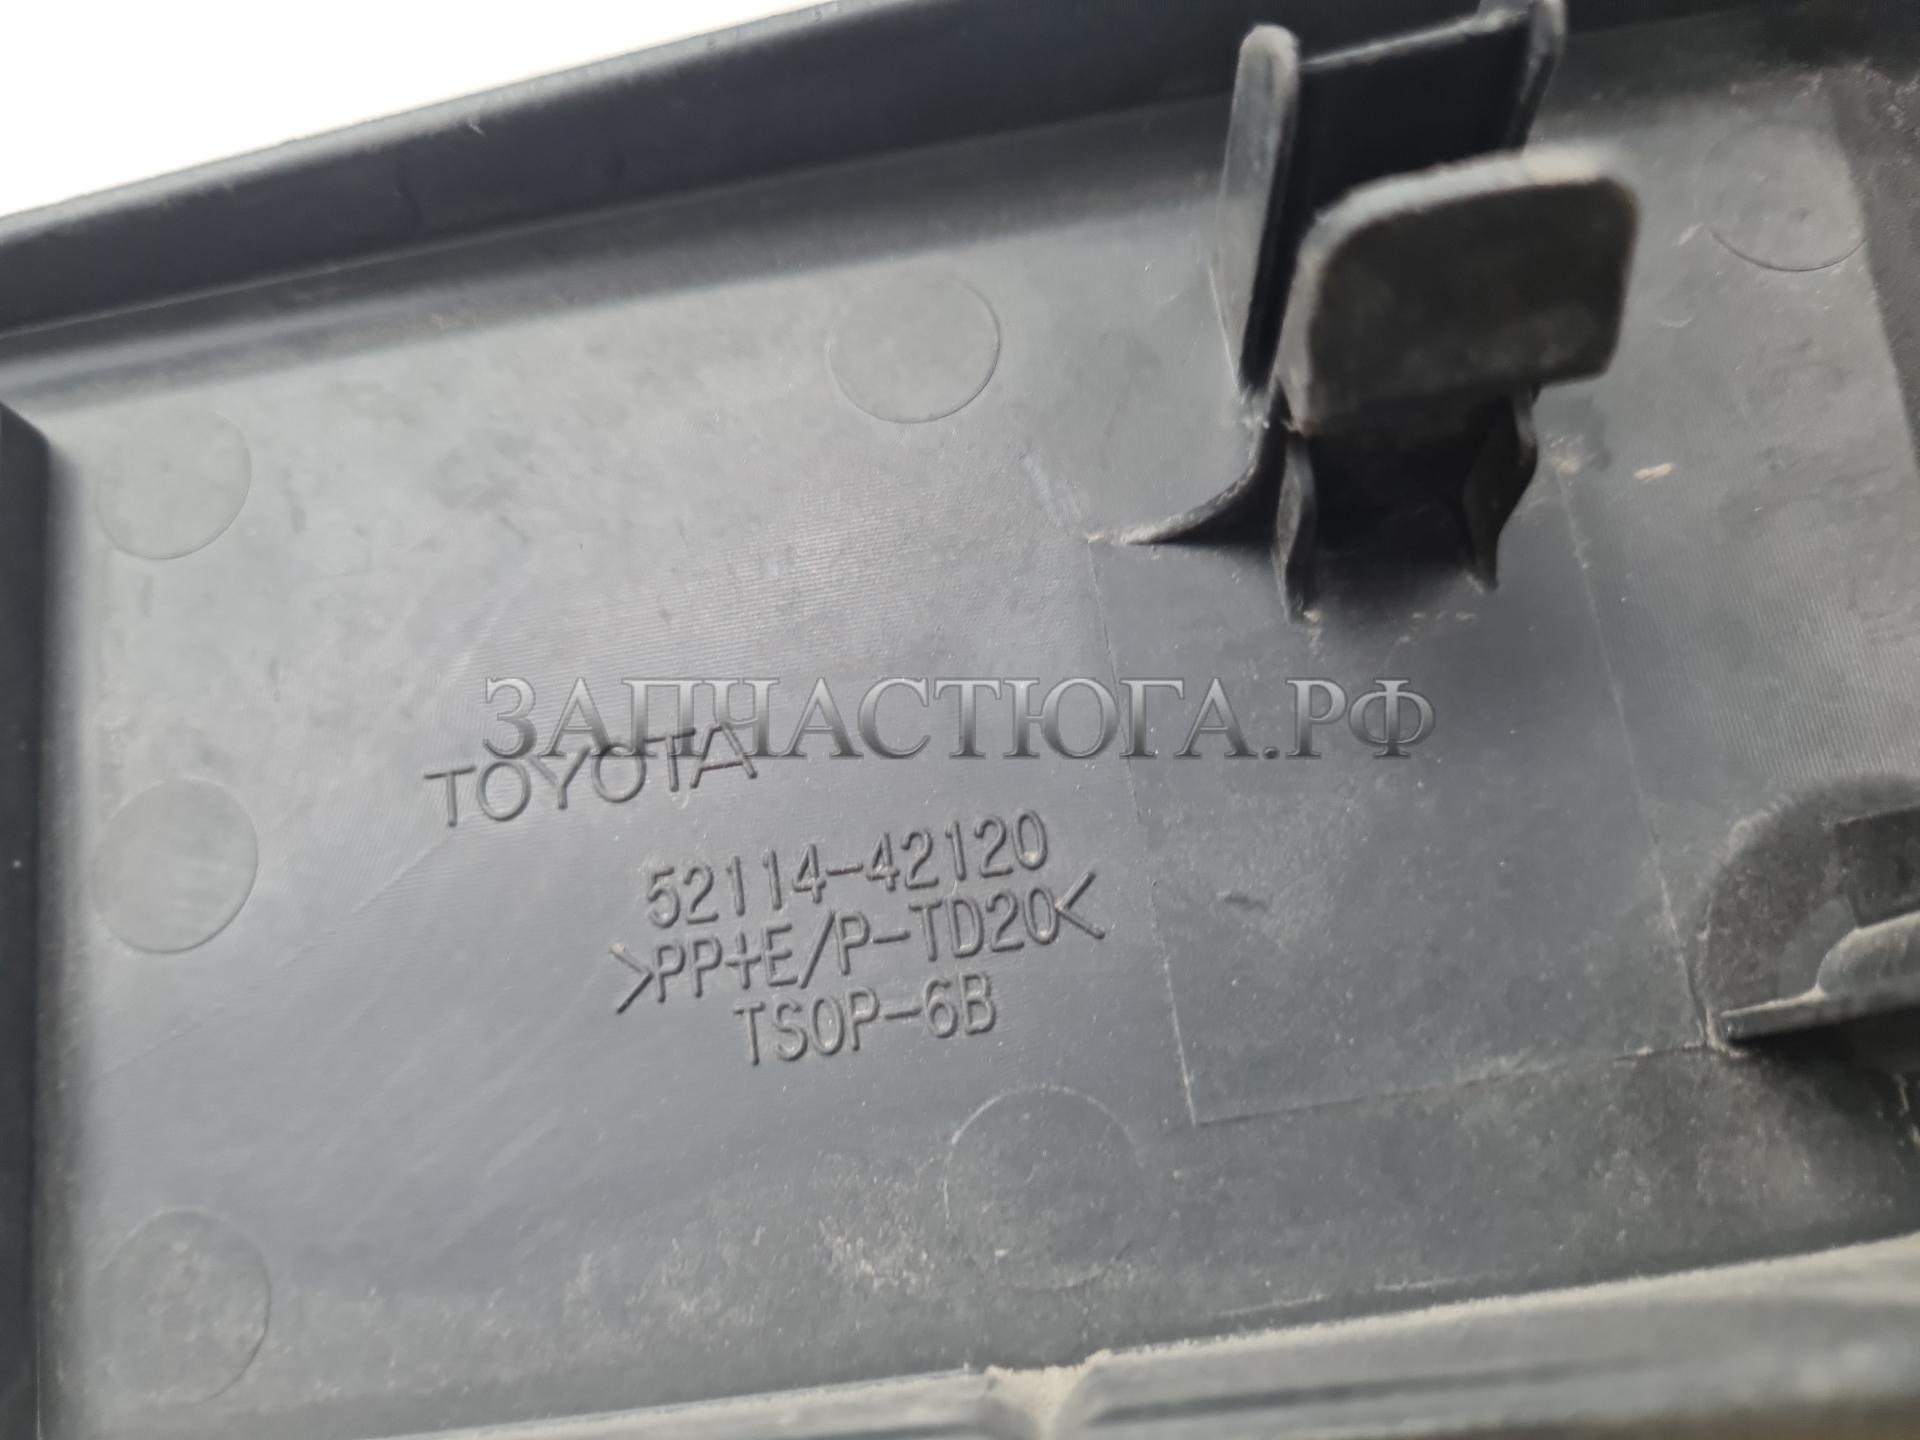 ЗАПЧАСТЮГА.РФ
TOYOTA
52114-42120
>PP+E/P-TD20<
TSOP-6B